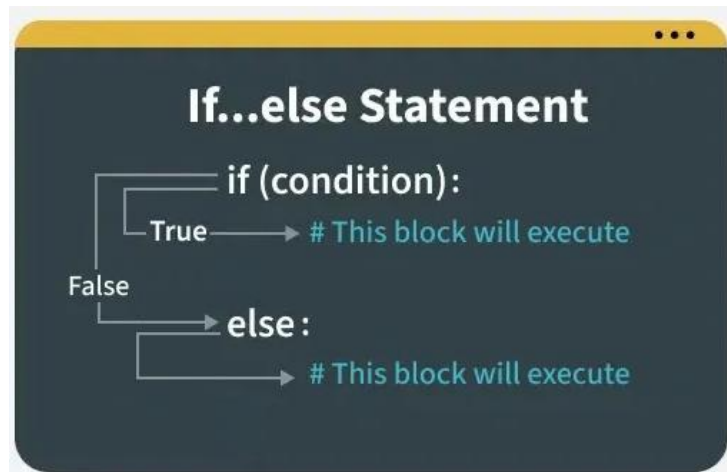 If...else Statement
if (condition):
True
# This block will execute
False
else:
# This block will execute